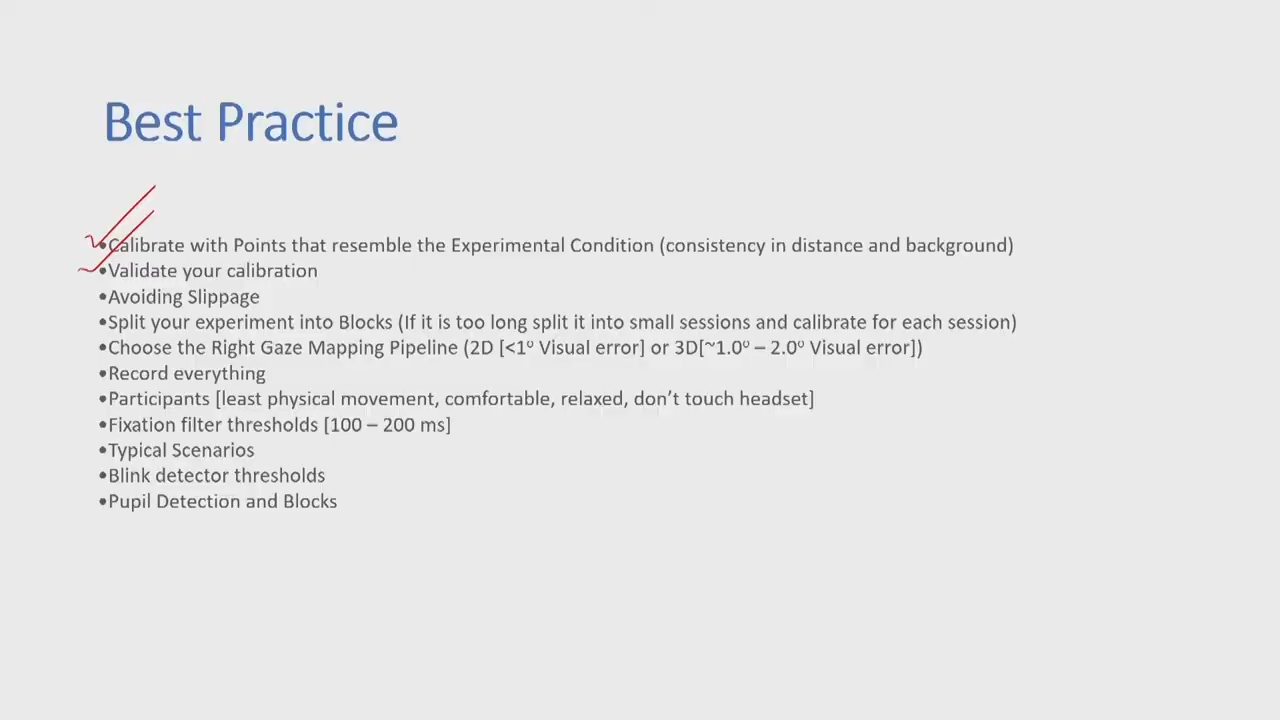 Best Practice
•Calibrate with Points that resemble the Experimental Condition (consistency in distance and background)
•Validate your calibration
•Avoiding Slippage
•Split your experiment into Blocks (If it is too long split it into small sessions and calibrate for each session)
•Choose the Right Gaze Mapping Pipeline (2D [<1º Visual error] or 3D[~1.0º – 2.0º Visual error])
•Record everything
•Participants [least physical movement, comfortable, relaxed, don’t touch headset]
•Fixation filter thresholds [100 – 200 ms]
•Typical Scenarios
•Blink detector thresholds
•Pupil Detection and Blocks